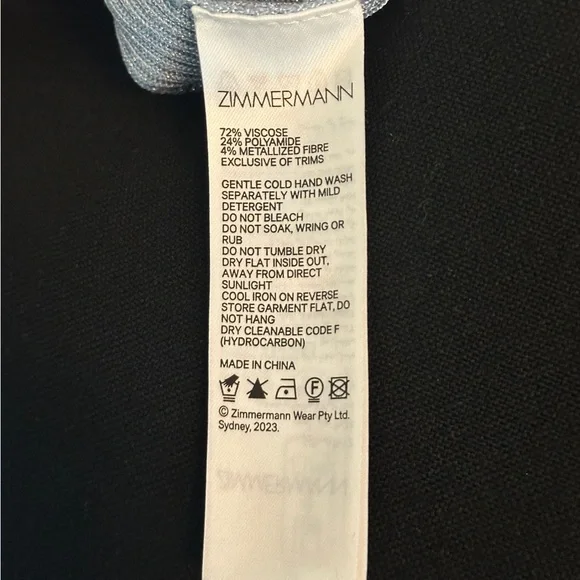 ZIMMERMANN
72% VISCOSE
24% POLYAMIDE
4% METALLIZED FIBRE
EXCLUSIVE OF TRIMS
GENTLE COLD HAND WASH
SEPARATELY WITH MILD
DETERGENT
DO NOT BLEACH
DO NOT SOAK, WRING OR
RUB
DO NOT TUMBLE DRY
DRY FLAT INSIDE OUT,
AWAY FROM DIRECT
SUNLIGHT
COOL IRON ON REVERSE
STORE GARMENT FLAT, DO
NOT HANG
DRY CLEANABLE CODE F
(HYDROCARBON)
MADE IN CHINA
F
© Zimmermann Wear Pty Ltd.
Sydney, 2023.
ZIMMERMANN